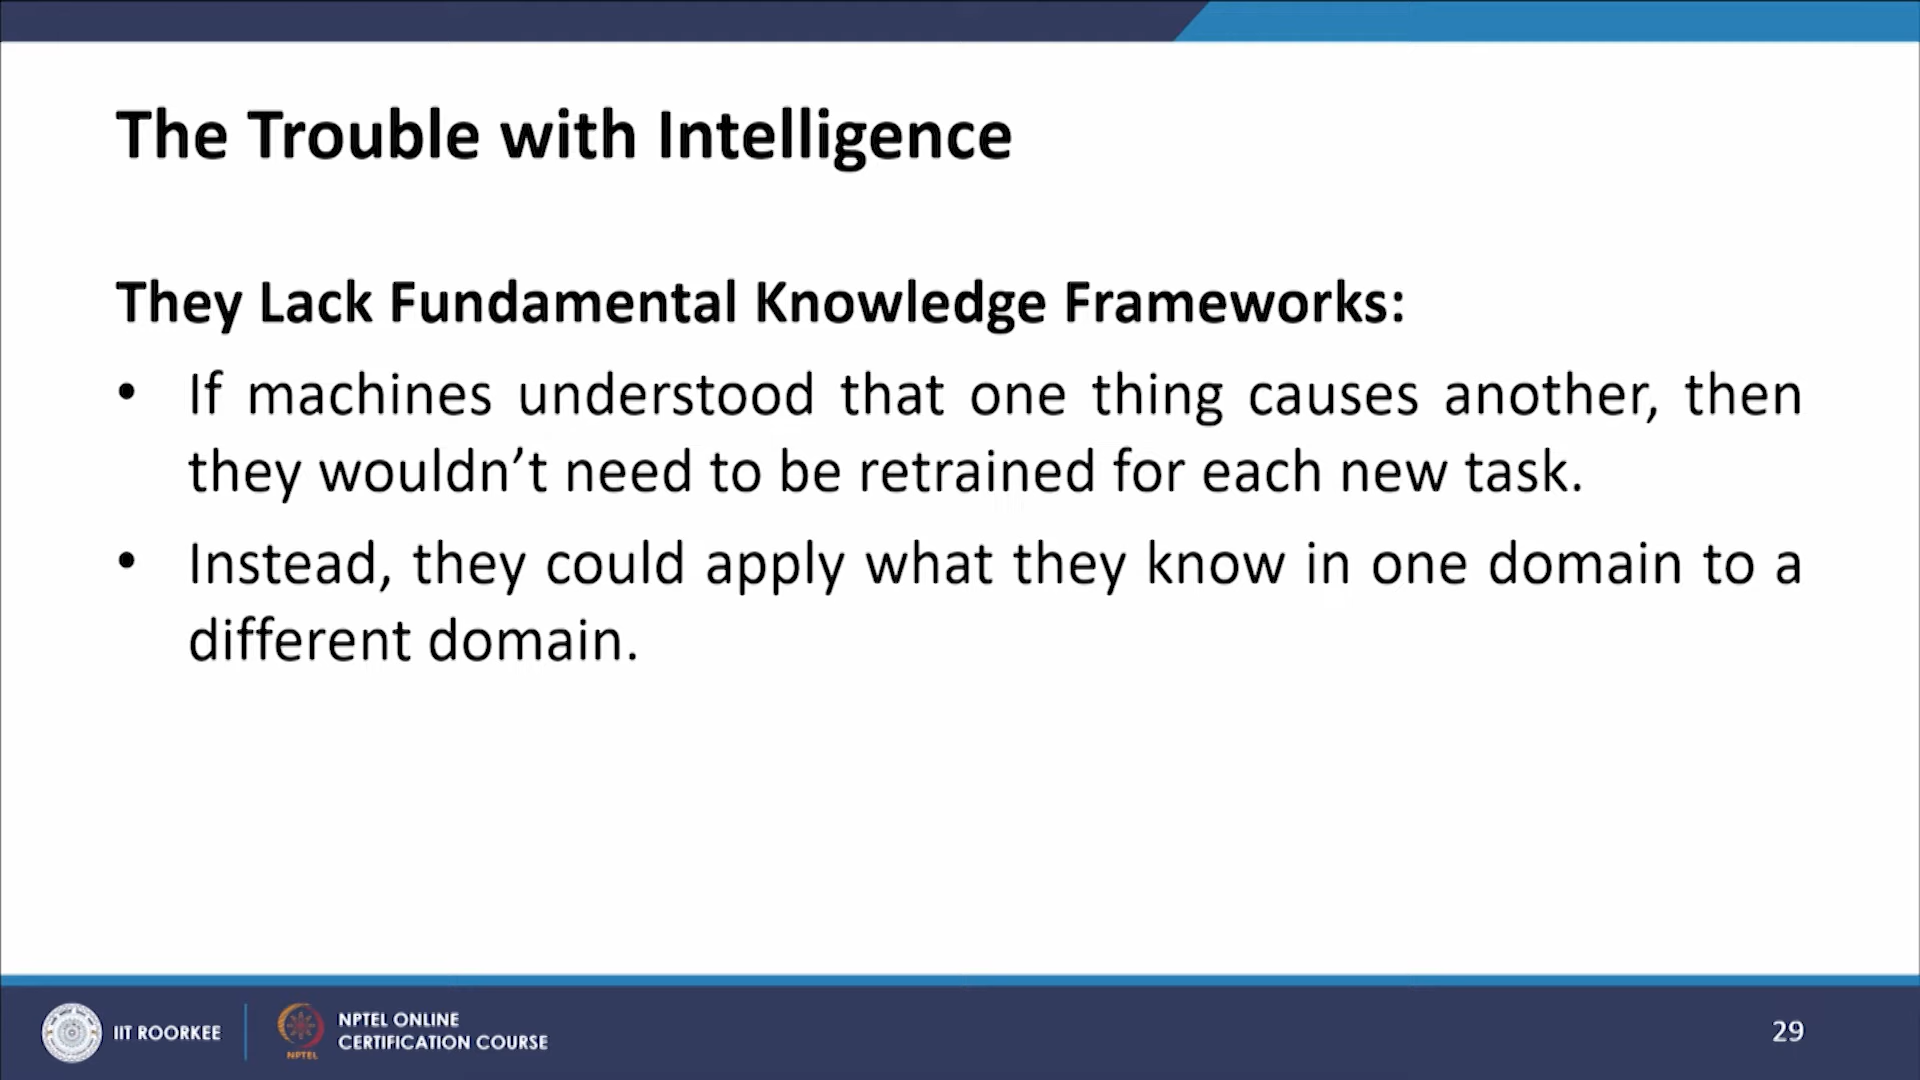 The Trouble with Intelligence
They Lack Fundamental Knowledge Frameworks:
• If machines understood that one thing causes another, then
they wouldn’t need to be retrained for each new task.
• Instead, they could apply what they know in one domain to a
different domain.
IIT ROORKEE
NPTEL
NPTEL ONLINE
CERTIFICATION COURSE
29